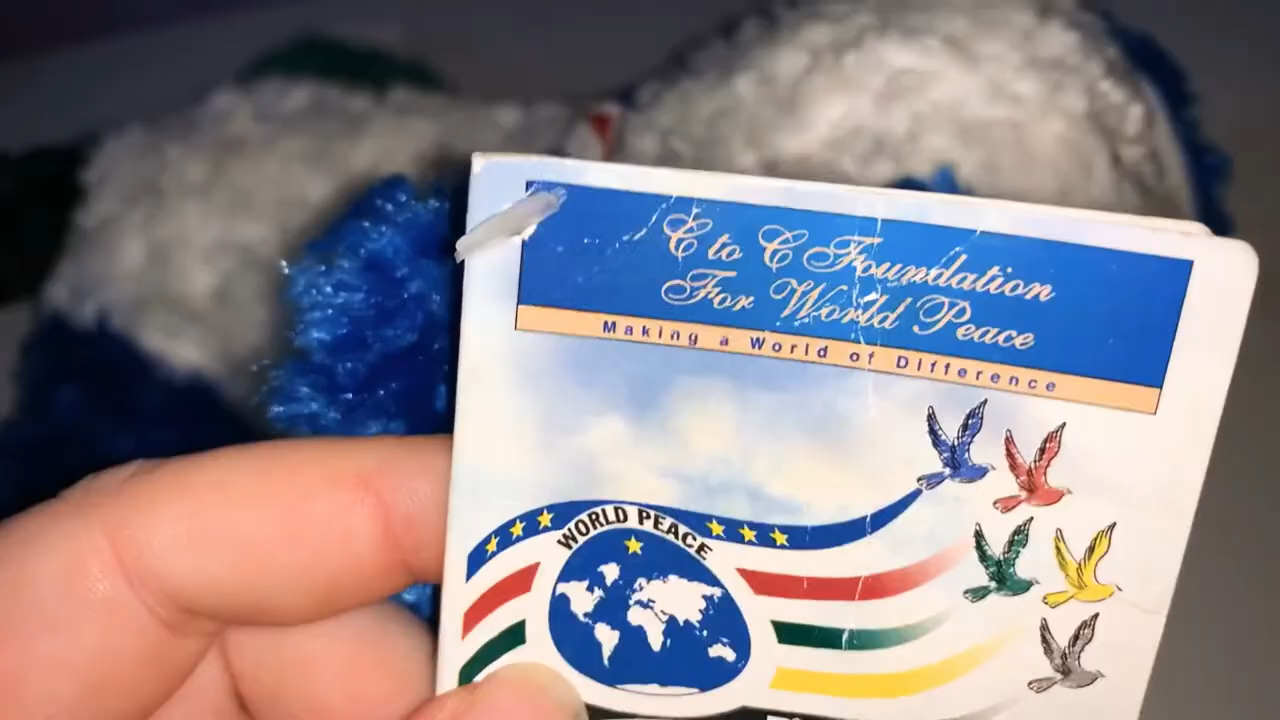 E to C Foundation
For World Peace
Making a World of Difference
WORLD PEACE